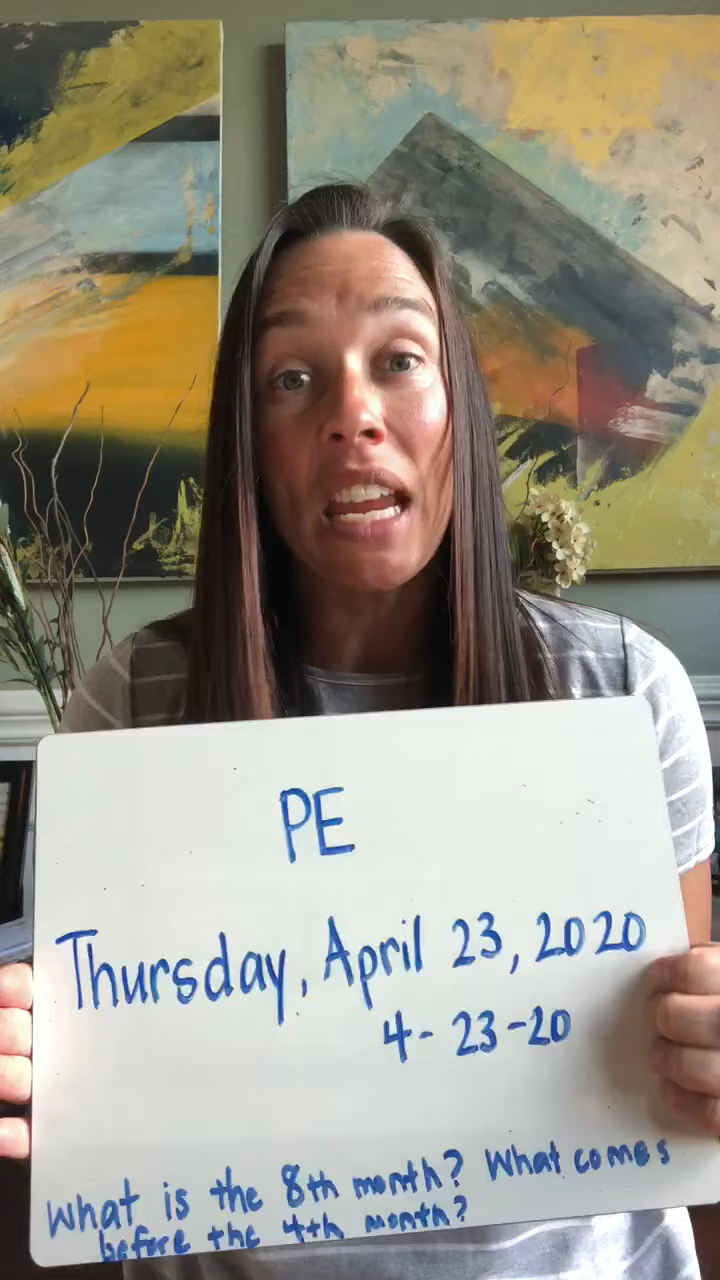 PE
Thursday, April 23, 2020
4-23-20
What is the 8th month? What comes
before the 4th month?